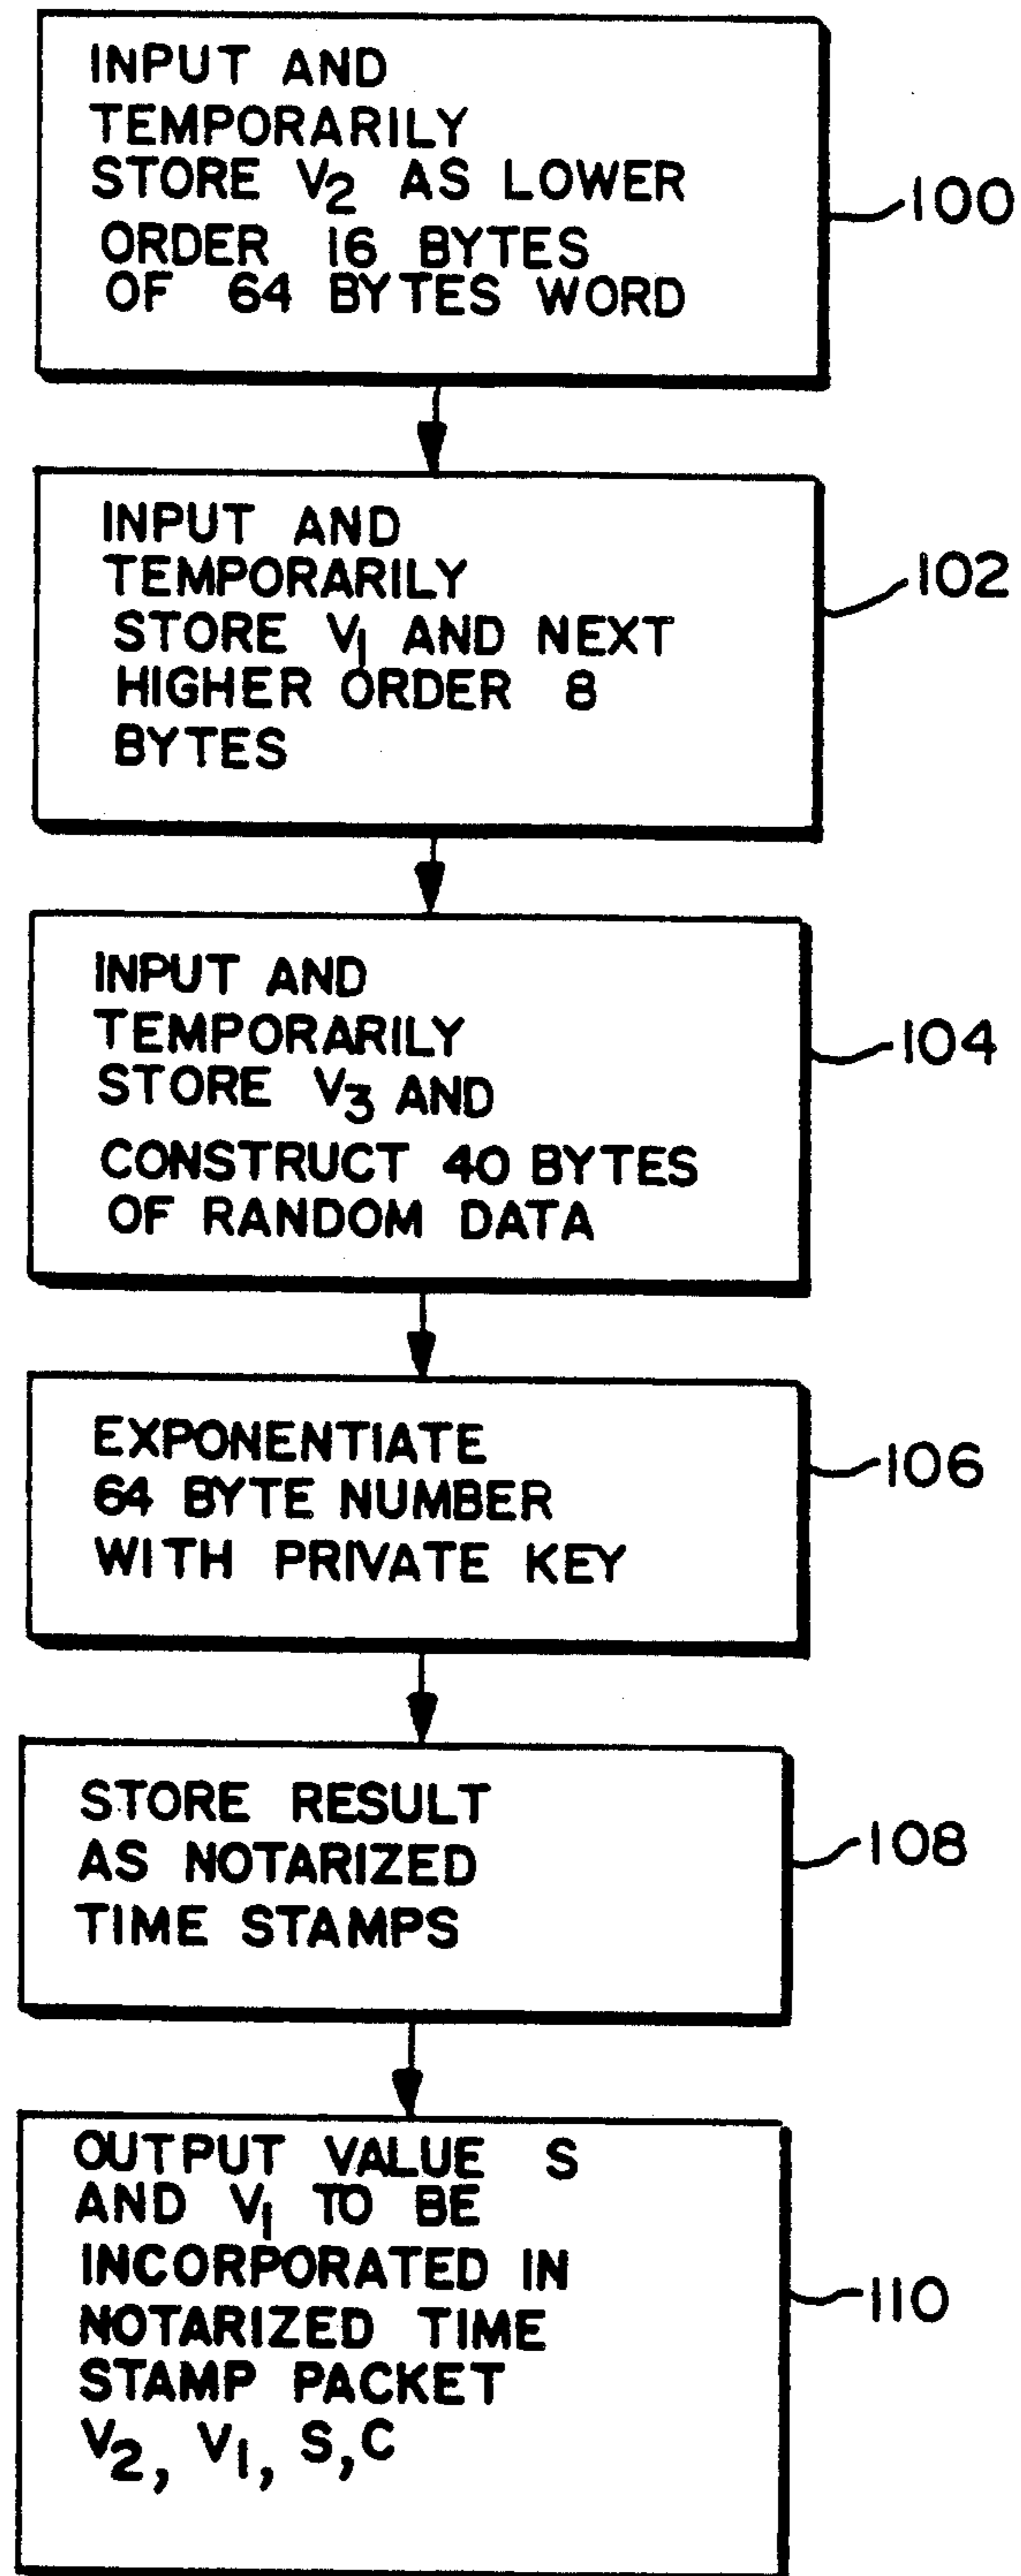 INPUT AND
TEMPORARILY
STORE V2 AS LOWER
ORDER 16 BYTES
OF 64 BYTES WORD
100
INPUT AND
TEMPORARILY
STORE V1 AND NEXT
HIGHER ORDER 8
BYTES
102
INPUT AND
TEMPORARILY
STORE V3 AND
CONSTRUCT 40 BYTES
OF RANDOM DATA
104
EXPONENTIATE
64 BYTE NUMBER
WITH PRIVATE KEY
106
STORE RESULT
AS NOTARIZED
TIME STAMPS
108
OUTPUT VALUE S
AND V1 TO BE
INCORPORATED IN
NOTARIZED TIME
STAMP PACKET
V2, V1, S,C
110